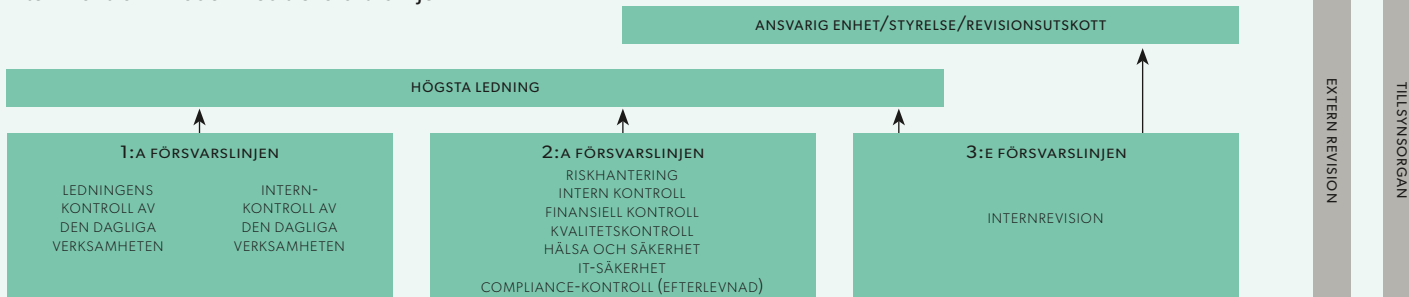 ANSVARIG ENHET/STYRELSE/REVISIONSUTSKOTT
HÖGSTA LEDNING
1:A FÖRSVARSLINJEN
LEDNINGENS
KONTROLL AV
DEN DAGLIGA
VERKSAMHETEN
INTERN-
KONTROLL AV
DEN DAGLIGA
VERKSAMHETEN
2:A FÖRSVARSLINJEN
RISKHANTERING
INTERN KONTROLL
FINANSIELL KONTROLL
KVALITETSKONTROLL
HÄLSA OCH SÄKERHET
IT-SÄKERHET
COMPLIANCE-KONTROLL (EFTERLEVNAD)
3:E FÖRSVARSLINJEN
INTERNREVISION
EXTERN REVISION
TILLSYNSORGAN